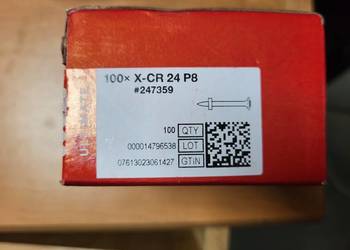 100× X-CR 24 P8
#247359
100 QTY
000014796538 LOT
07613023061427 GTiN